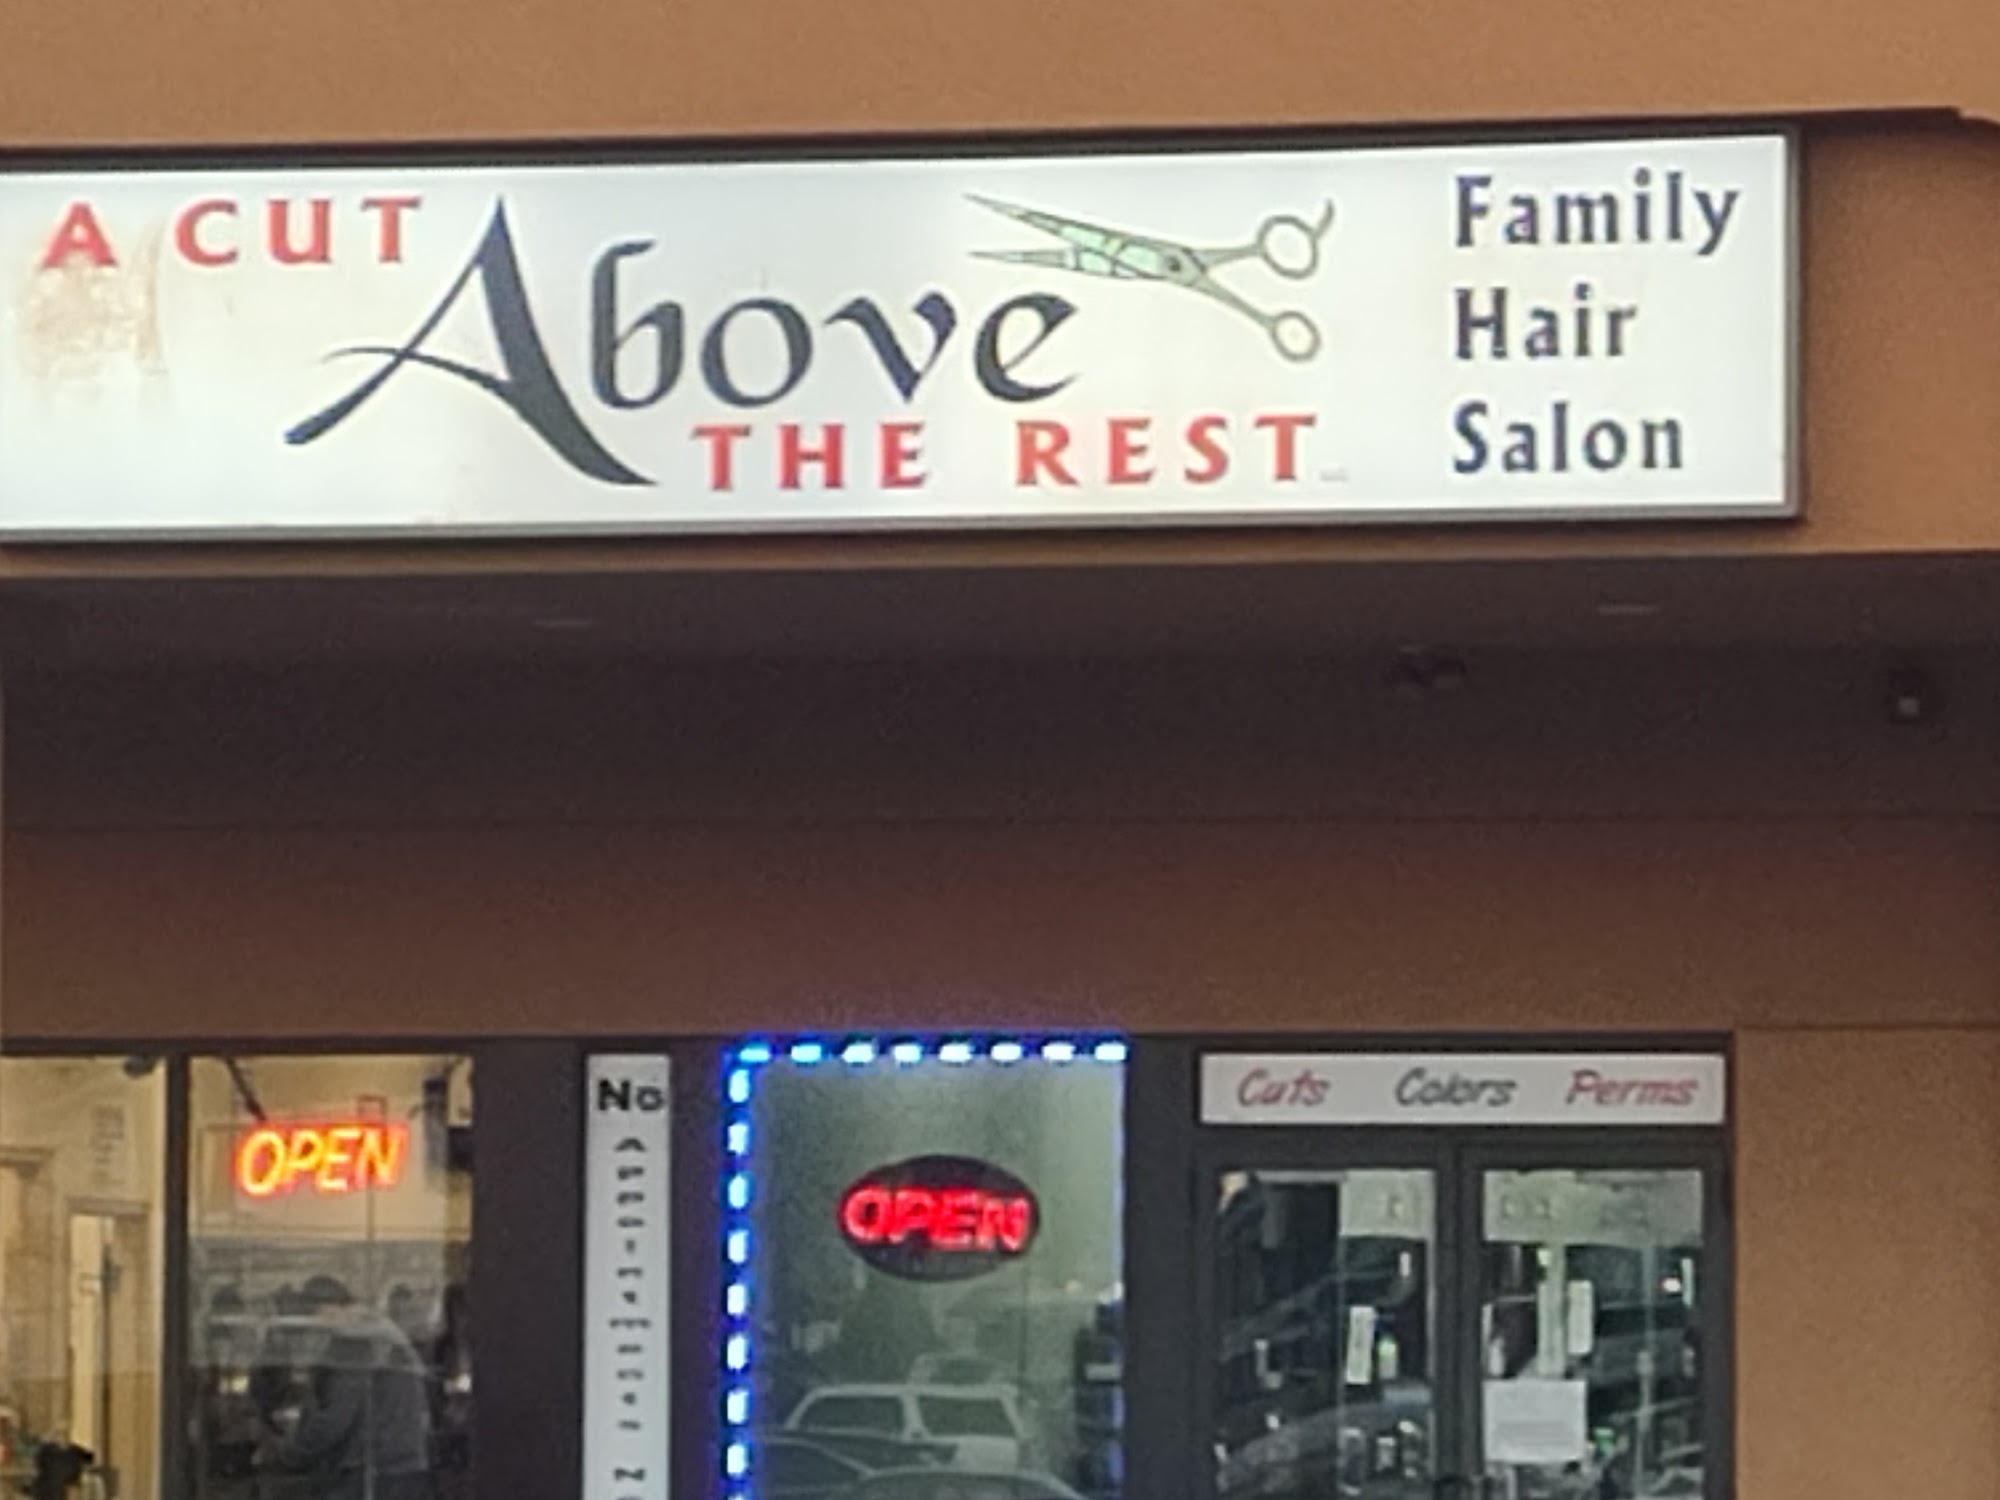 A CUT
Above
THE REST
Family
Hair
Salon
OPEN
No
OPEN
Cuts Colors Perms